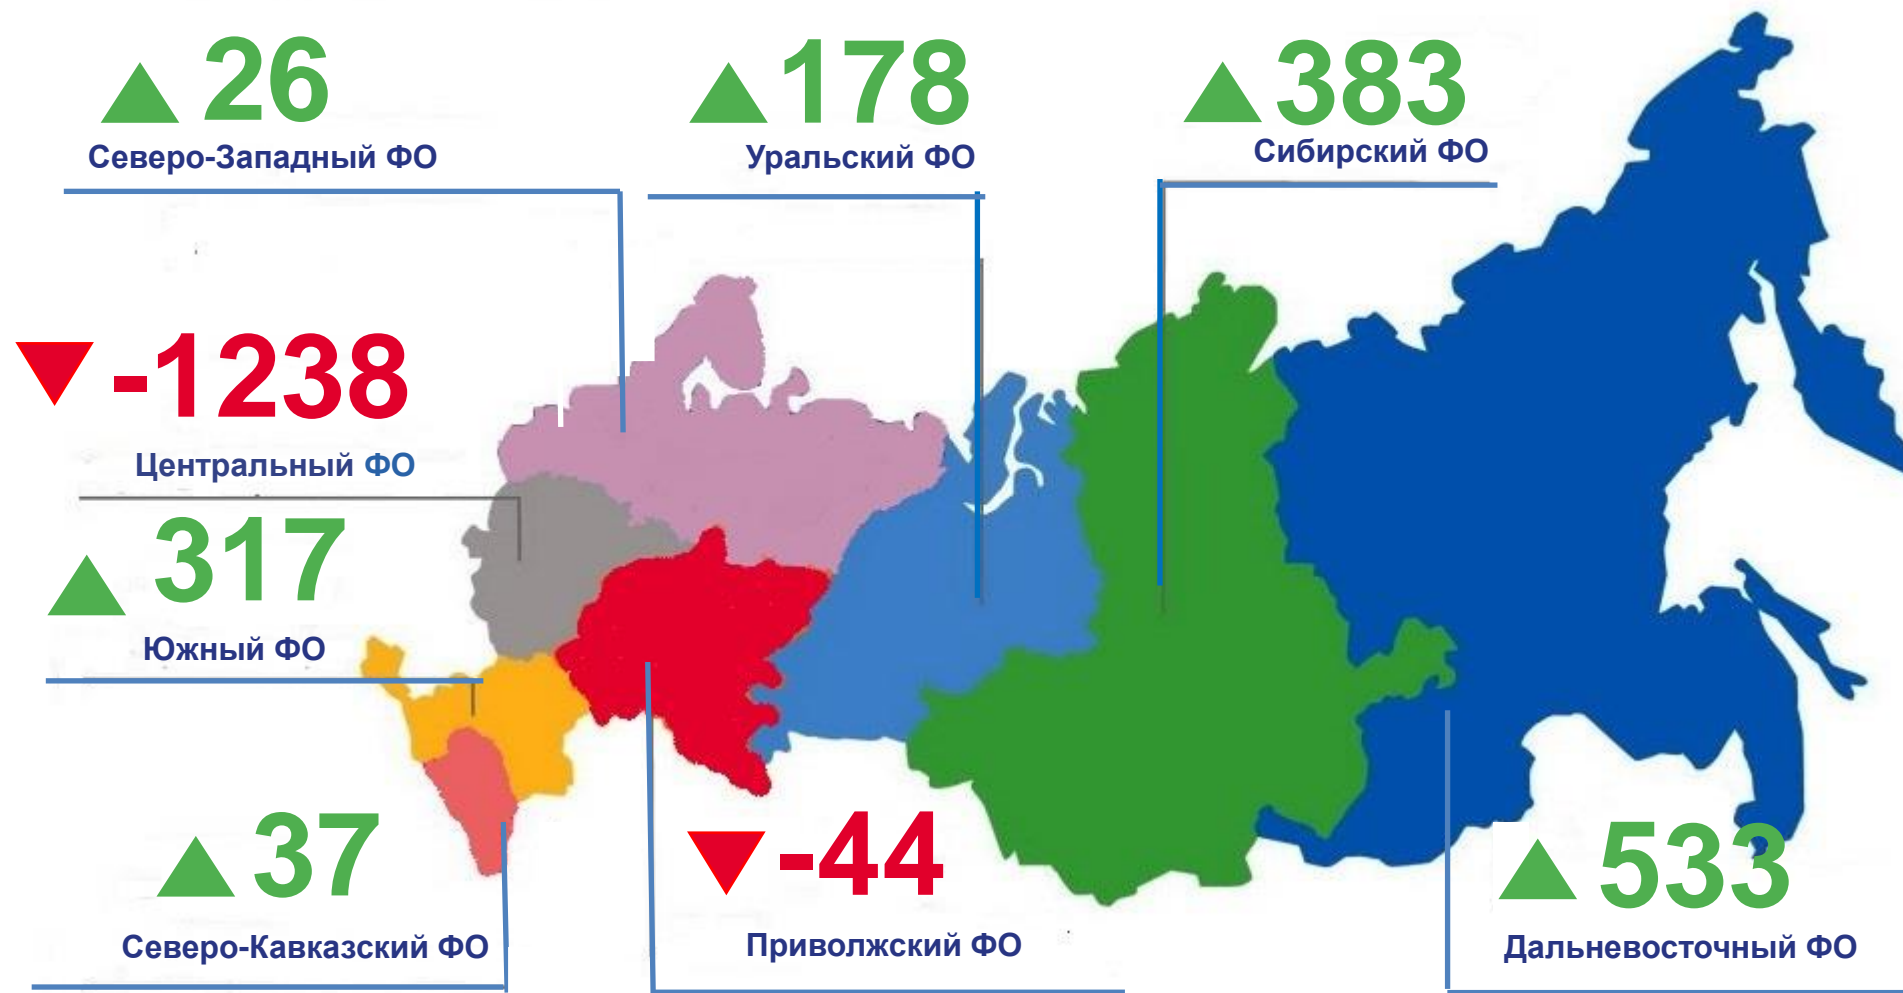 26
Северо-Западный ФО
178
Уральский ФО
383
Сибирский ФО
-1238
Центральный ФО
317
Южный ФО
37
Северо-Кавказский ФО
-44
Приволжский ФО
533
Дальневосточный ФО